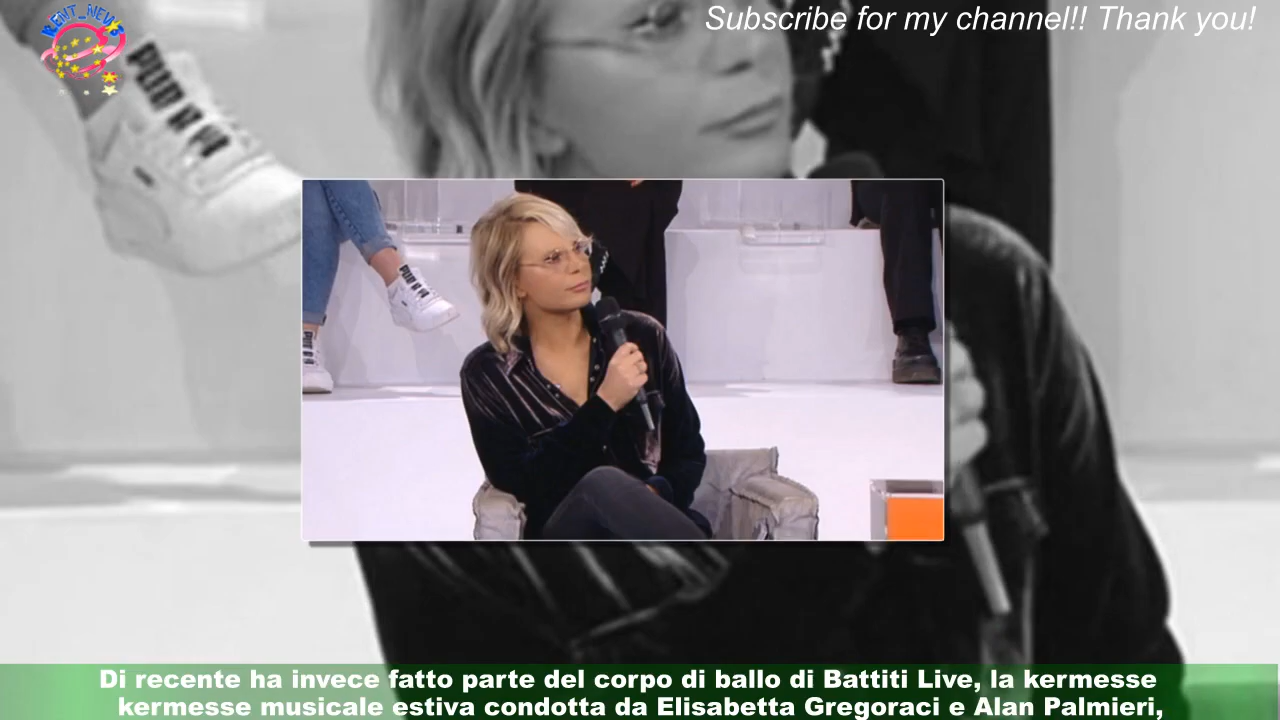 RENT_NEWS
Subscribe for my channel!! Thank you!
Di recente ha invece fatto parte del corpo di ballo di Battiti Live, la kermesse
kermesse musicale estiva condotta da Elisabetta Gregoraci e Alan Palmieri,